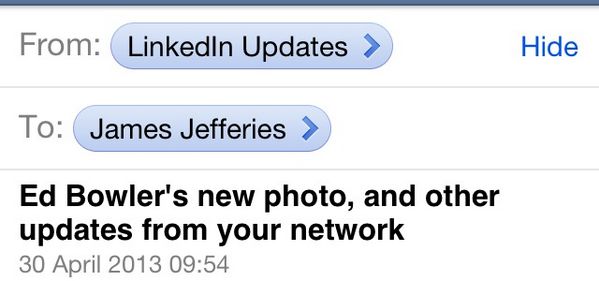 From: LinkedIn Updates Hide
To: James Jefferies
Ed Bowler's new photo, and other
updates from your network
30 April 2013 09:54